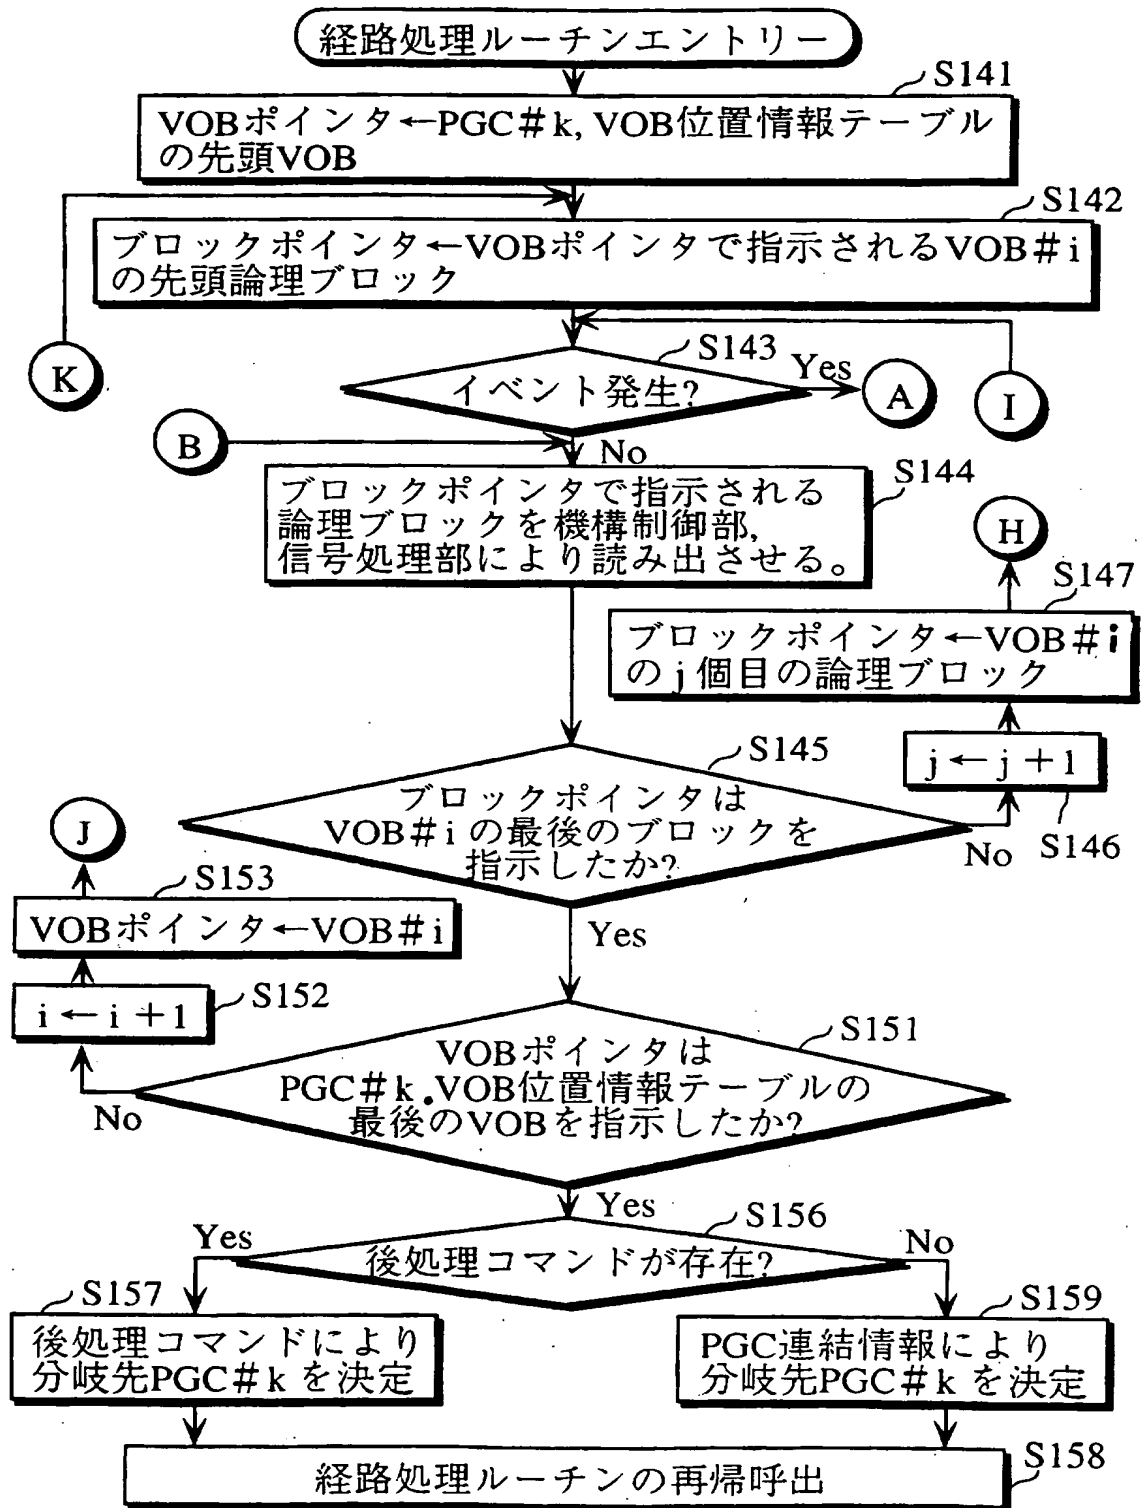 経路処理ルーチンエントリー
S141
VOBポインタ←PGC#k, VOB位置情報テーブル
の先頭VOB
S142
ブロックポインタ←VOBポインタで指示されるVOB#i
の先頭論理ブロック
K
S143
イベント発生?
Yes
A
I
B
No
S144
ブロックポインタで指示される
論理ブロックを機構制御部,
信号処理部により読み出させる。
H
S147
ブロックポインタ←VOB#i
のj個目の論理ブロック
S145
j←j+1
ブロックポインタは
VOB#iの最後のブロックを
指示したか?
No
S146
J
S153
VOBポインタ←VOB#i
Yes
i←i+1
S152
S151
VOBポインタは
PGC#k.VOB位置情報テーブルの
最後のVOBを指示したか?
No
Yes
S156
Yes
後処理コマンドが存在?
No
S157
後処理コマンドにより
分岐先PGC#kを決定
S159
PGC連結情報により
分岐先PGC#kを決定
S158
経路処理ルーチンの再帰呼出